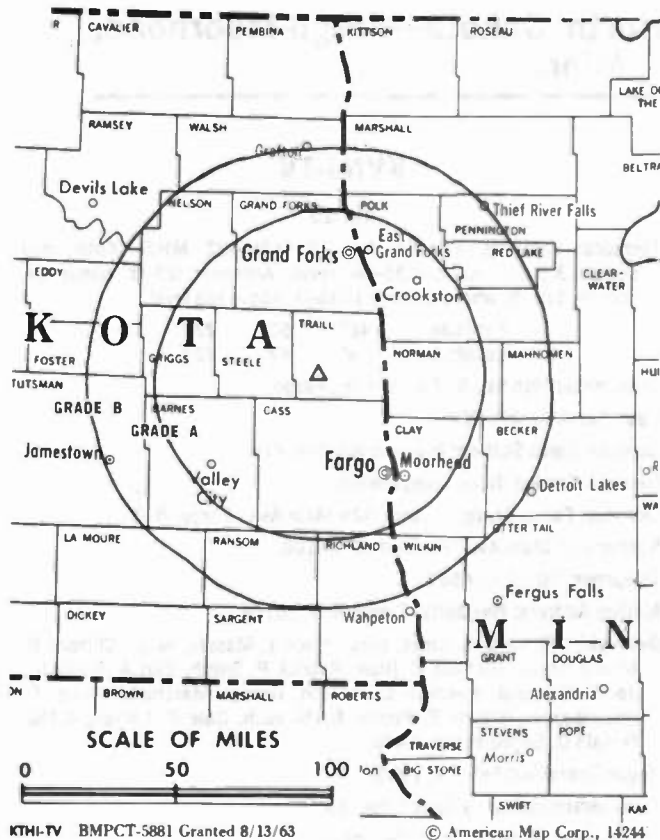 R CAVALIER PEMBINA KITTSON ROSEAU
LAKE OF
THE
RAMSEY WALSH MARSHALL
Grafton
BELTRA
Devils Lake
NELSON GRAND FORKS POLK
Thief River Falls
PENNINGTON
East
Grand Forks Grand Forks
RED LAKE
CLEAR-
WATER
EDDY
Crookston
K O T A
TRAILL
FOSTER GRIGGS STEELE NORMAN MAHNOMEN
HU
TUTSMAN
GRADE B BARNES
GRADE A
CASS
CLAY BECKER
Jamestown
Valley
City
Fargo Moorhead
R
Detroit Lakes
WA
OTTER TAIL
LA MOURE RANSOM RICHLAND WILKIN
Fergus Falls
DICKEY SARGENT Wahpeton
M I N
GRANT DOUGLAS
ON BROWN MARSHALL ROBERTS
Alexandria
SCALE OF MILES
STEVENS POPE
Morris
TRAVERSE
0 50 100
ton BIG STONE
SWIFT KAN
KTHI-TV BMPCT-5881 Granted 8/13/63 © American Map Corp., 14244